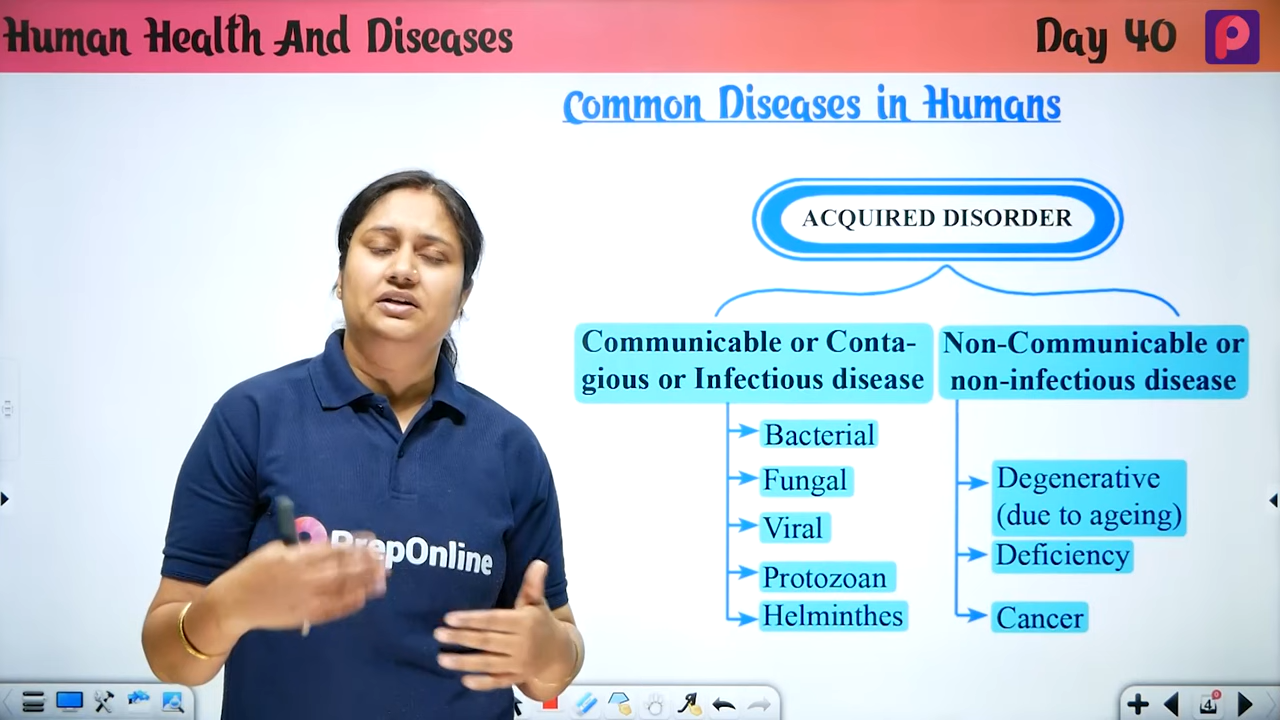 Human Health And Diseases
Day 40
Common Diseases in Humans
ACQUIRED DISORDER
Communicable or Conta-
gious or Infectious disease
Non-Communicable or
non-infectious disease
Bacterial
Fungal
Viral
Protozoan
Helminthes
Degenerative
(due to ageing)
Deficiency
Cancer
PrepOnline
4